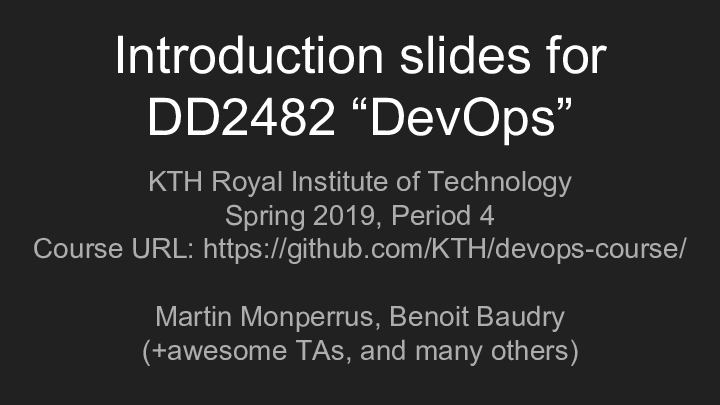 Introduction slides for
DD2482 “DevOps”
KTH Royal Institute of Technology
Spring 2019, Period 4
Course URL: https://github.com/KTH/devops-course/
Martin Monperrus, Benoit Baudry
(+awesome TAs, and many others)